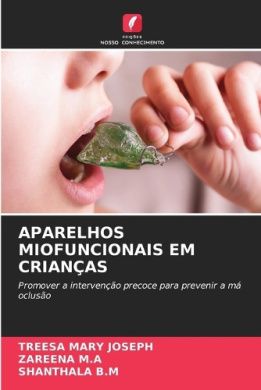 edições
NOSSO CONHECIMENTO
APARELHOS
MIOFUNCIONAIS EM
CRIANÇAS
Promover a intervenção precoce para prevenir a má
oclusão
TREESA MARY JOSEPH
ZAREENA M.A
SHANTHALA B.M